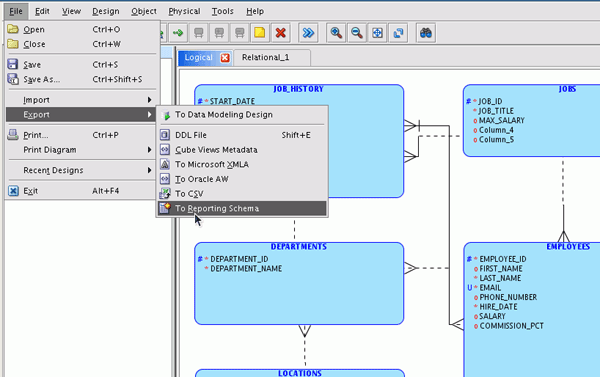 File Edit View Design Object Physical Tools Help
Open Ctrl+O
Close Ctrl+W
Save Ctrl+S
Save As... Ctrl+Shift+S
Import
Export
Print... Ctrl+P
Print Diagram
Recent Designs
Exit Alt+F4
To Data Modeling Design
DDL File Shift+E
Cube Views Metadata
To Microsoft XMLA
To Oracle AW
To CSV
To Reporting Schema
Logical Relational_1
JOB_HISTORY
# * START_DATE
JOBS
# * JOB_ID
* JOB_TITLE
o MAX_SALARY
o Column_4
o Column_5
DEPARTMENTS
# * DEPARTMENT_ID
* DEPARTMENT_NAME
EMPLOYEES
# * EMPLOYEE_ID
o FIRST_NAME
* LAST_NAME
U * EMAIL
o PHONE_NUMBER
* HIRE_DATE
o SALARY
o COMMISSION_PCT
LOCATIONS